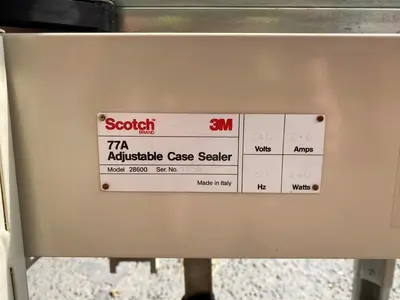 Scotch 3M
BRAND
77A
Adjustable Case Sealer
Model 28600 Ser. No.
Made in Italy
Volts Amps
Hz Watts